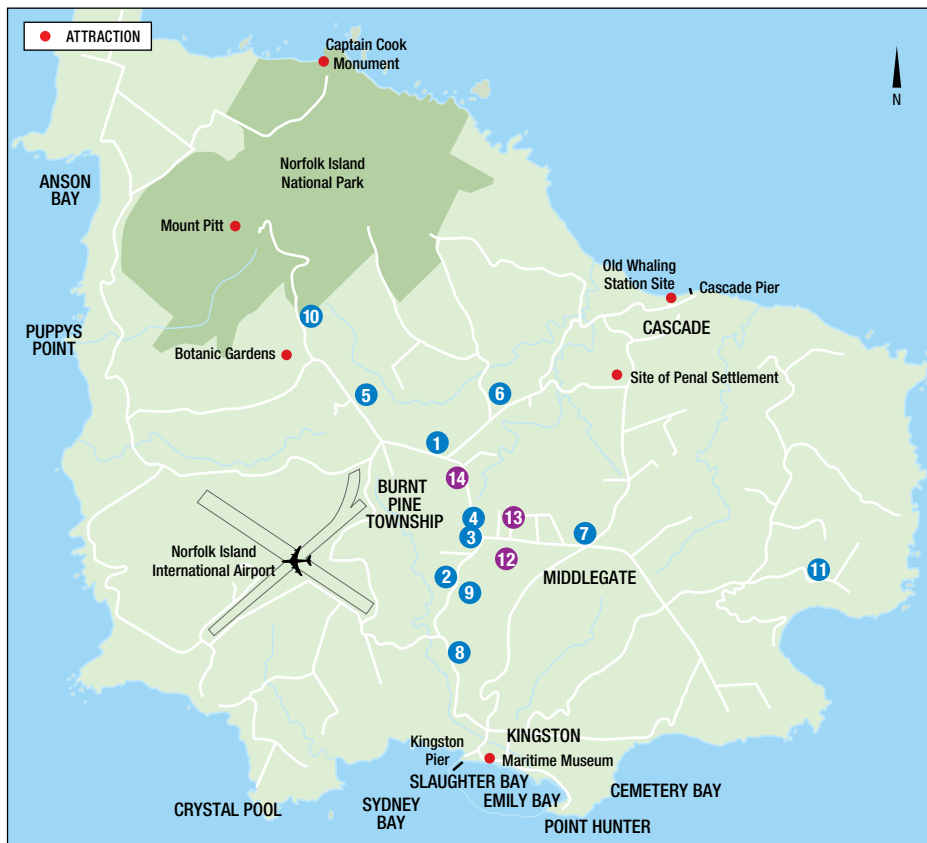 ATTRACTION
Captain Cook
Monument
N
Norfolk Island
National Park
ANSON
BAY
Mount Pitt
Old Whaling
Station Site
Cascade Pier
10
CASCADE
PUPPYS
POINT
Botanic Gardens
Site of Penal Settlement
5
6
1
14
BURNT
PINE
TOWNSHIP
4
13
3
7
Norfolk Island
International Airport
12
2
MIDDLEGATE
11
9
8
KINGSTON
Kingston
Pier
Maritime Museum
SLAUGHTER BAY
EMILY BAY
CEMETERY BAY
CRYSTAL POOL
SYDNEY
BAY
POINT HUNTER